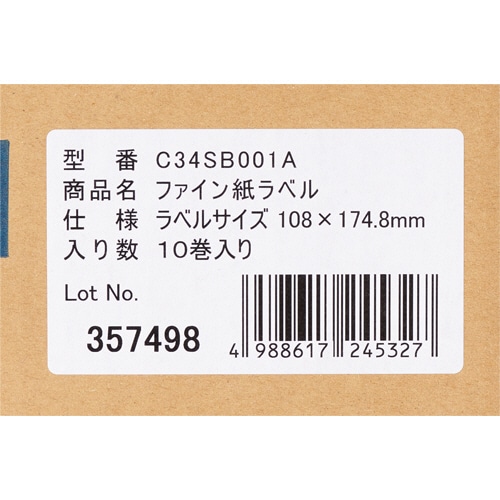 型 番 C34SB001A
商品名 ファイン紙ラベル
仕 様 ラベルサイズ 108×174.8mm
入り数 10巻入り
Lot No.
357498
4 988617 245327